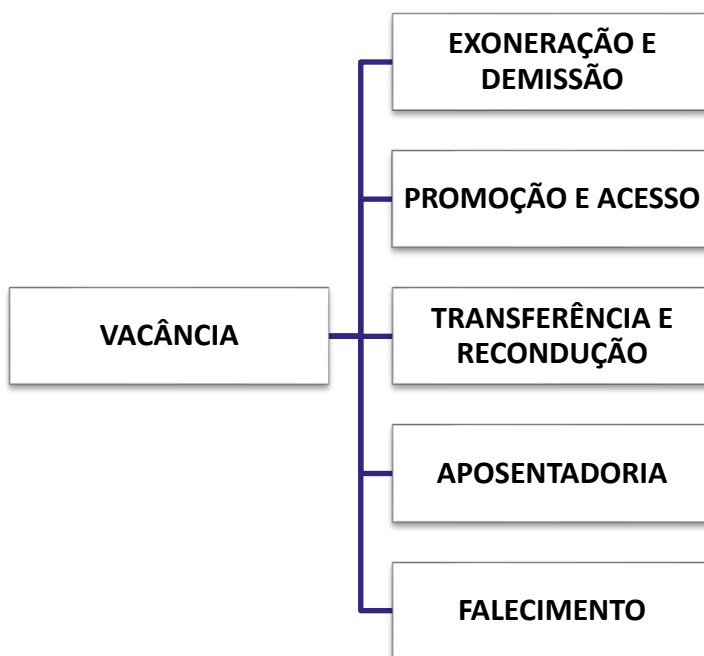 VACÂNCIA
EXONERAÇÃO E
DEMISSÃO
PROMOÇÃO E ACESSO
TRANSFERÊNCIA E
RECONDUÇÃO
APOSENTADORIA
FALECIMENTO